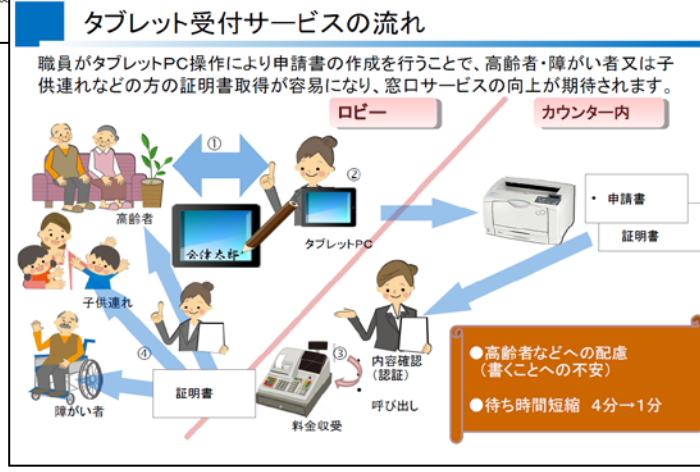 タブレット受付サービスの流れ
職員がタブレットPC操作により申請書の作成を行うことで、高齢者・障がい者又は子
供連れなどの方の証明書取得が容易になり、窓口サービスの向上が期待されます。
ロビー
カウンター内
①
②
高齢者
会津太郎
タブレットPC
・ 申請書
証明書
子供連れ
④
障がい者
証明書
③
料金収受
・ 内容確認
（認証）
・ 呼び出し
●高齢者などへの配慮
（書くことへの不安）
●待ち時間短縮 4分→1分